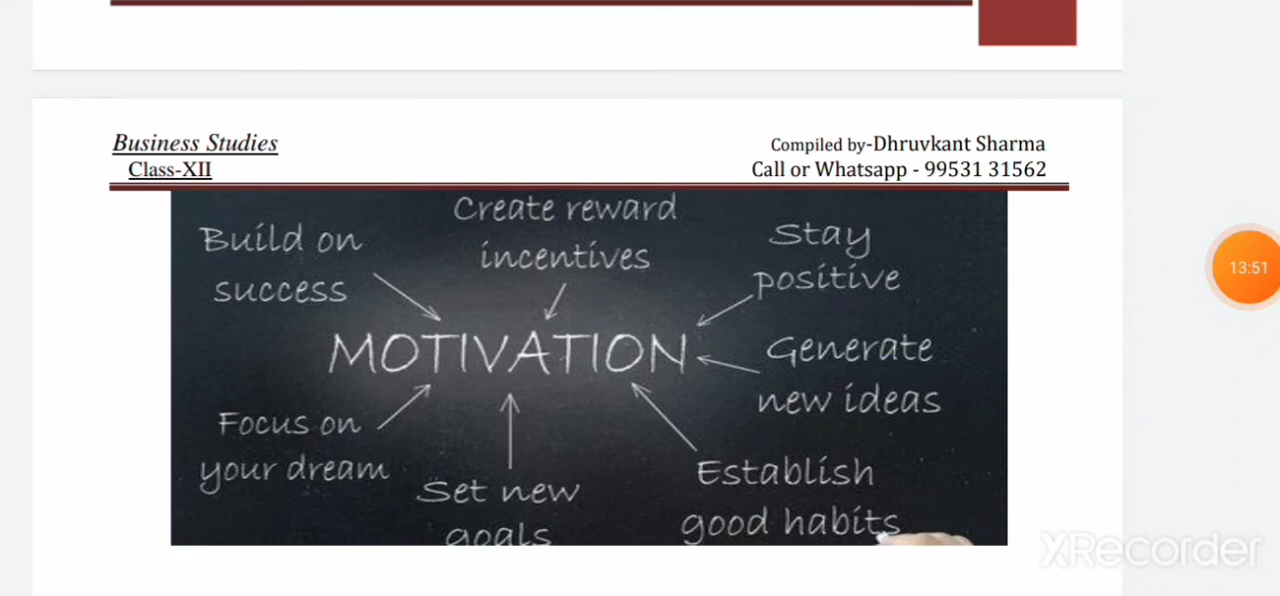 Business Studies
Class-XII
Compiled by-Dhruvkant Sharma
Call or Whatsapp - 99531 31562
Create reward
incentives
Build on
success
Stay
positive
MOTIVATION
Generate
new ideas
Focus on
your dream
Set new
goals
Establish
good habits
13:51
XRecorder